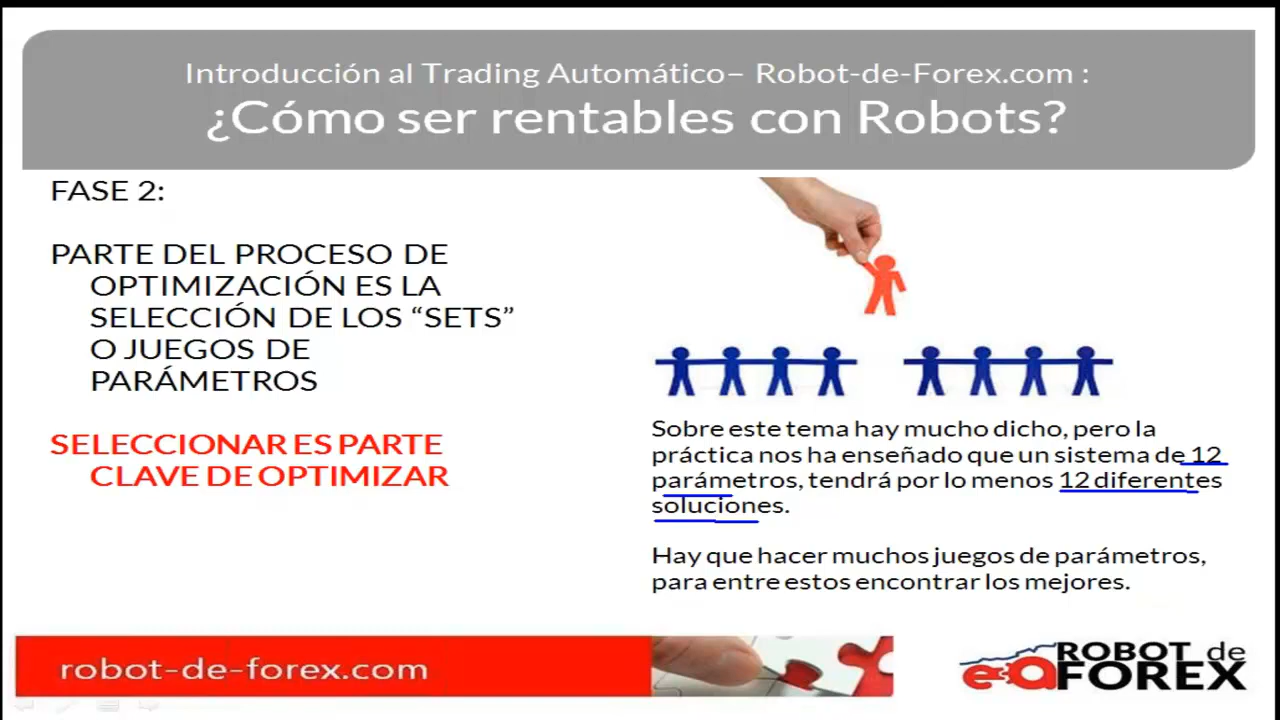 Introducción al Trading Automático– Robot-de-Forex.com :
¿Cómo ser rentables con Robots?
FASE 2:
PARTE DEL PROCESO DE
OPTIMIZACIÓN ES LA
SELECCIÓN DE LOS “SETS”
O JUEGOS DE
PARÁMETROS
SELECCIONAR ES PARTE
CLAVE DE OPTIMIZAR
Sobre este tema hay mucho dicho, pero la
práctica nos ha enseñado que un sistema de 12
parámetros, tendrá por lo menos 12 diferentes
soluciones.
Hay que hacer muchos juegos de parámetros,
para entre estos encontrar los mejores.
robot-de-forex.com
ea ROBOT de
FOREX